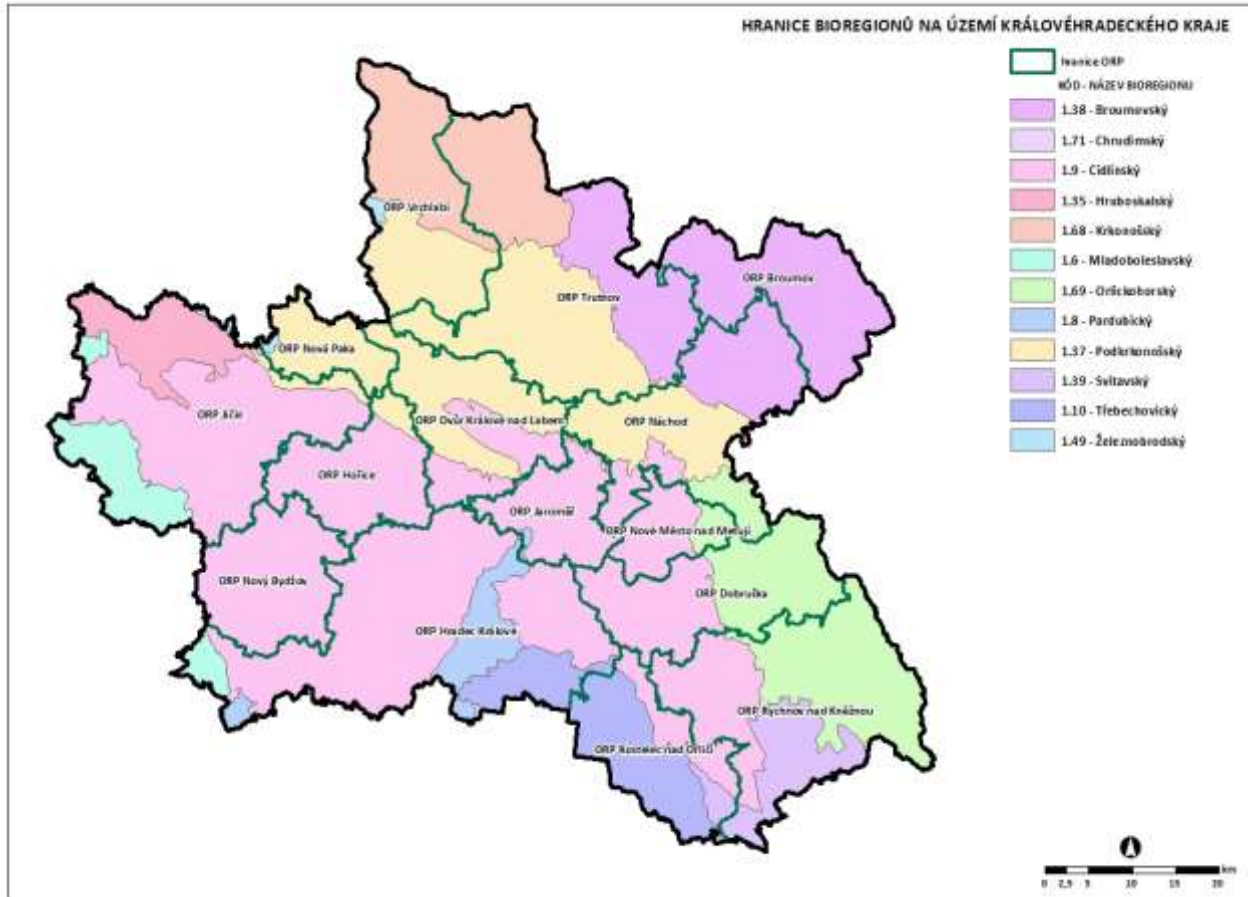 HRANICE BIOREGIONŮ NA ÚZEMÍ KRÁLOVÉHRADECKÉHO KRAJE
hranice ORP
KÓD - NÁZEV BIOREGIONU
1.38 - Broumovský
1.71 - Chrudimský
1.9 - Cidlinský
1.35 - Hruboskalský
1.68 - Krkonošský
1.6 - Mladoboleslavský
1.69 - Orlickohorský
1.8 - Pardubický
1.37 - Podkrkonošský
1.39 - Svitavský
1.10 - Třebechovický
1.49 - Železnobrodský
ORP Vrchlabí
ORP Broumov
ORP Trutnov
ORP Nová Paka
ORP Jičín
ORP Dvůr Králové nad Labem
ORP Náchod
ORP Hořice
ORP Jaroměř
ORP Nové Město nad Metují
ORP Nový Bydžov
ORP Dobruška
ORP Hradec Králové
ORP Rychnov nad Kněžnou
ORP Kostelec nad Orlicí
km
0 2,5 5 10 15 20